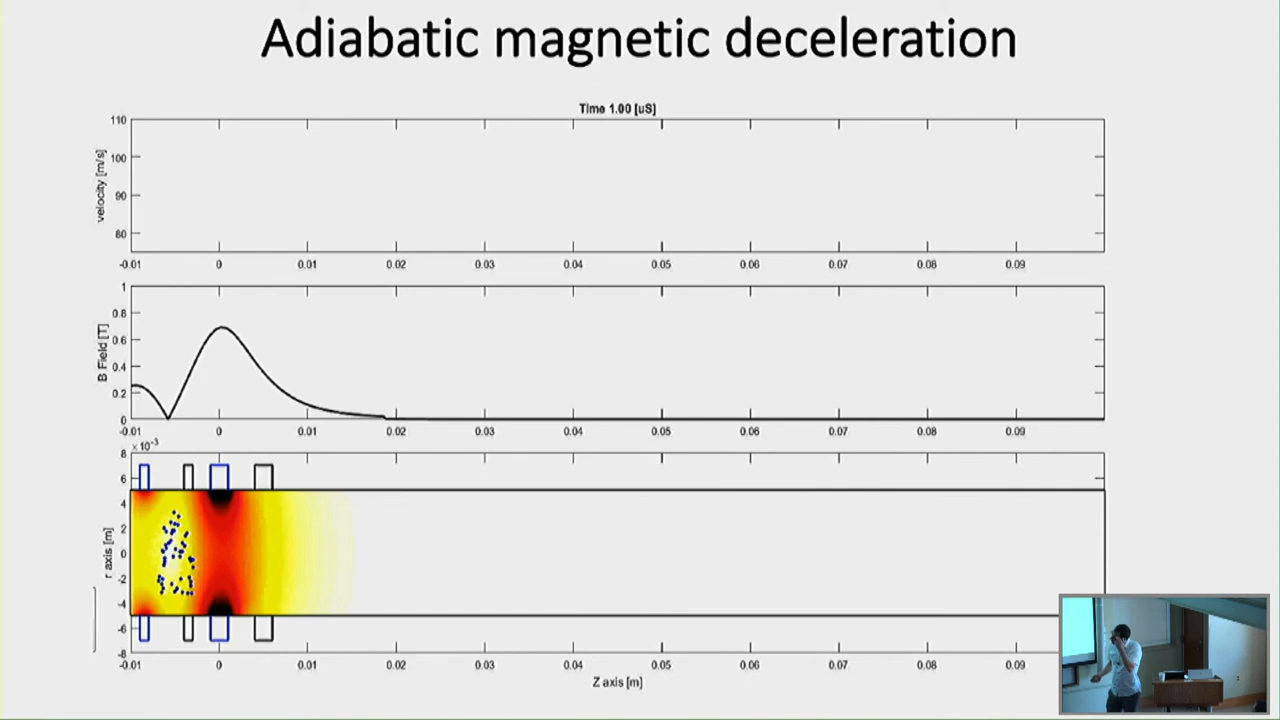 Adiabatic magnetic deceleration
Time 1.00 [uS]
velocity [m/s]
110
100
90
80
-0.01 0 0.01 0.02 0.03 0.04 0.05 0.06 0.07 0.08 0.09
B Field [T]
1
0.8
0.6
0.4
0.2
0
-0.01 0 0.01 0.02 0.03 0.04 0.05 0.06 0.07 0.08 0.09
×10⁻³
r axis [m]
8
6
4
2
0
-2
-4
-6
-8
-0.01 0 0.01 0.02 0.03 0.04 0.05 0.06 0.07 0.08 0.09
Z axis [m]